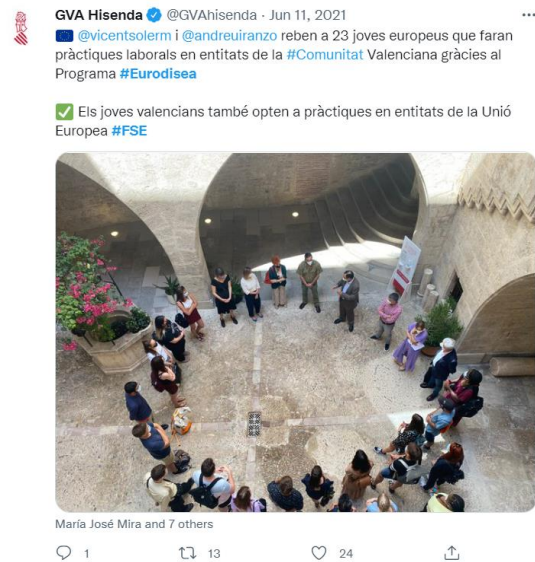 GVA Hisenda @GVAhisenda · Jun 11, 2021
@vicentsolerm i @andreuiranzo reben a 23 joves europeus que faran
pràctiques laborals en entitats de la #Comunitat Valenciana gràcies al
Programa #Eurodisea
Els joves valencians també opten a pràctiques en entitats de la Unió
Europea #FSE
María José Mira and 7 others
1
13
24